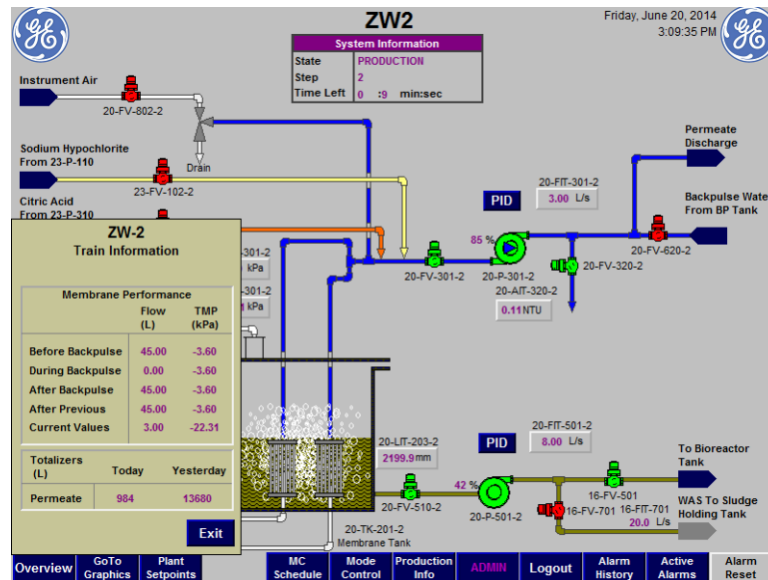 ZW2
Friday, June 20, 2014
3:09:35 PM
System Information
State PRODUCTION
Step 2
Time Left 0 :9 min:sec
Instrument Air
20-FV-802-2
Drain
Sodium Hypochlorite
From 23-P-110
23-FV-102-2
Citric Acid
From 23-P-310
Permeate
Discharge
20-FIT-301-2
PID
3.00 L/s
Backpulse Water
From BP Tank
85 %
20-FV-620-2
20-FV-301-2
20-P-301-2
20-FV-320-2
20-AIT-320-2
0.11NTU
-301-2
kPa
-301-2
kPa
ZW-2
Train Information
Membrane Performance
Flow TMP
(L) (kPa)
Before Backpulse 45.00 -3.60
During Backpulse 0.00 -3.60
After Backpulse 45.00 -3.60
After Previous 45.00 -3.60
Current Values 3.00 -22.31
Totalizers Today Yesterday
(L)
Permeate 984 13680
Exit
20-LIT-203-2
2199.9mm
20-FV-510-2
20-TK-201-2
Membrane Tank
PID
20-FIT-501-2
8.00 L/s
42 %
20-P-501-2
To Bioreactor
Tank
16-FV-501
16-FV-701
16-FIT-701
20.0 L/s
WAS To Sludge
Holding Tank
Overview
GoTo
Graphics
Plant
Setpoints
MC
Schedule
Mode
Control
Production
Info
ADMIN
Logout
Alarm
History
Active
Alarms
Alarm
Reset